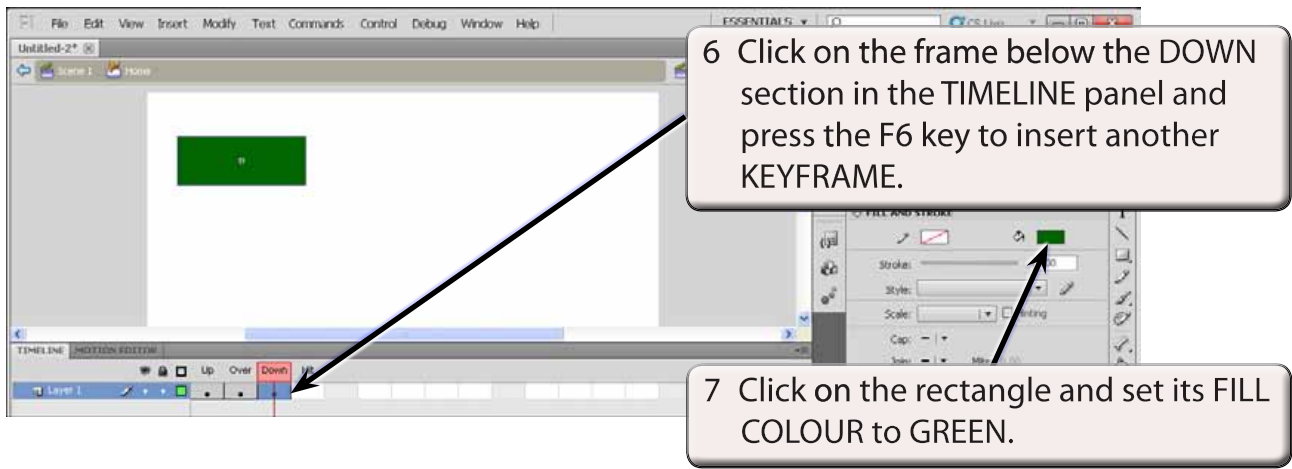 File Edit View Insert Modify Text Commands Control Debug Window Help
ESSENTIALS
Untitled-2*
Scene 1 Home
6 Click on the frame below the DOWN
section in the TIMELINE panel and
press the F6 key to insert another
KEYFRAME.
FILL AND STROKE
Stroke:
Style:
Scale:
Cap:
TIMELINE MOTION EDITOR
Up Over Down Hit
Layer 1
7 Click on the rectangle and set its FILL
COLOUR to GREEN.